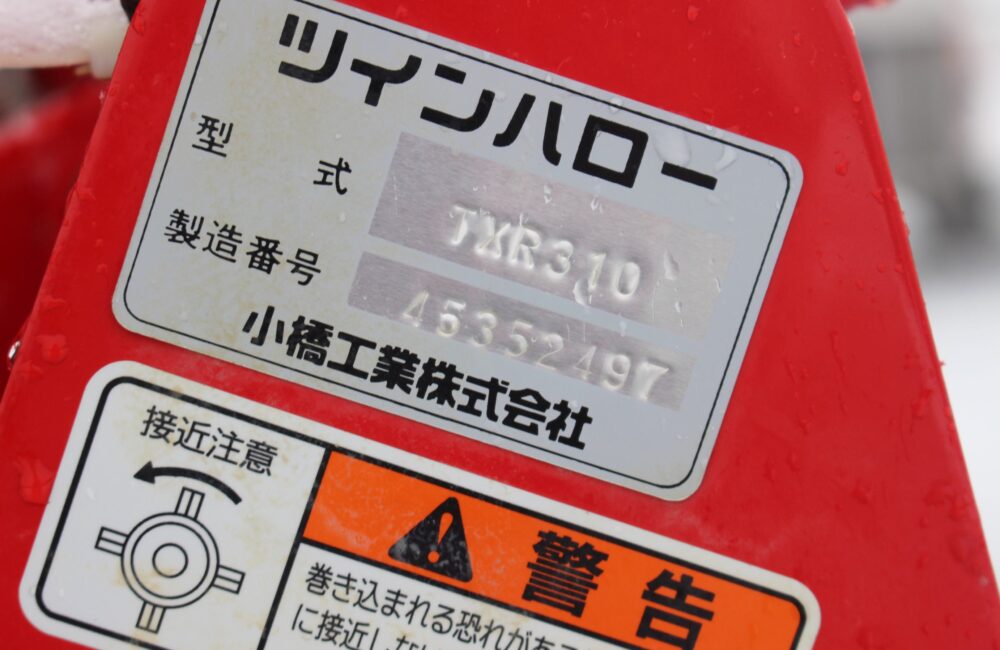 ツインハロー
型式 TXR310
製造番号 45352497
小橋工業株式会社
接近注意
警告
巻き込まれる恐れがあ
に接近し